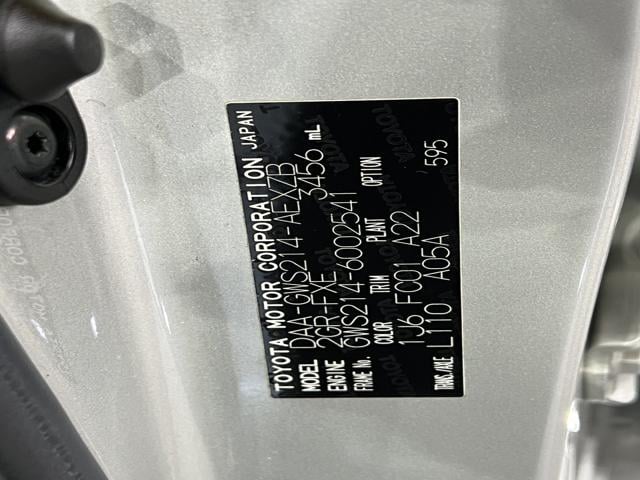 TOYOTA MOTOR CORPORATION JAPAN
MODEL DAA-GWS214-AEXZB
ENGINE 2GR-FXE 3456 mL
FRAME No. GWS214-6002541
COLOR TRIM PLANT OPTION
1J6 FC01 A22
TRANS./AXLE L110 A05A 595